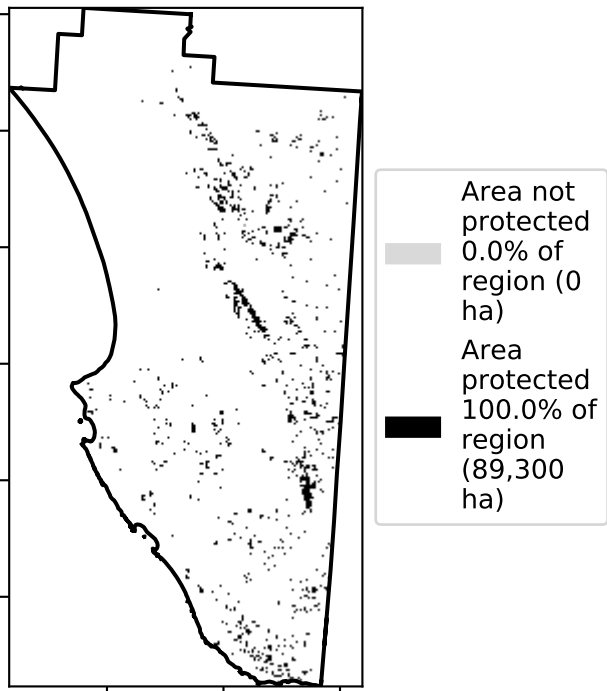 Area not
protected
0.0% of
region (0
ha)
Area
protected
100.0% of
region
(89,300
ha)